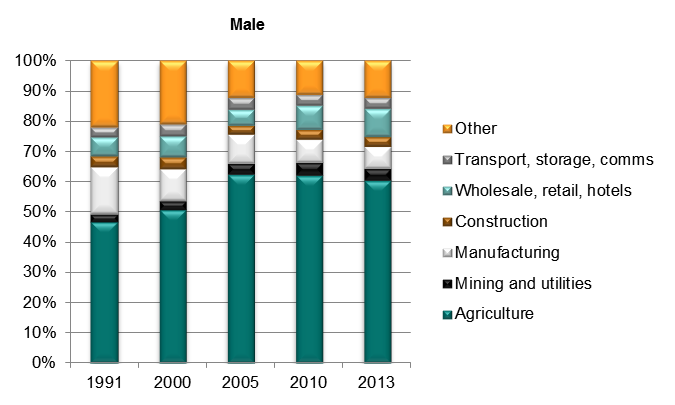 Male
100%
90%
80%
70%
60%
50%
40%
30%
20%
10%
0%
1991 2000 2005 2010 2013
Other
Transport, storage, comms
Wholesale, retail, hotels
Construction
Manufacturing
Mining and utilities
Agriculture